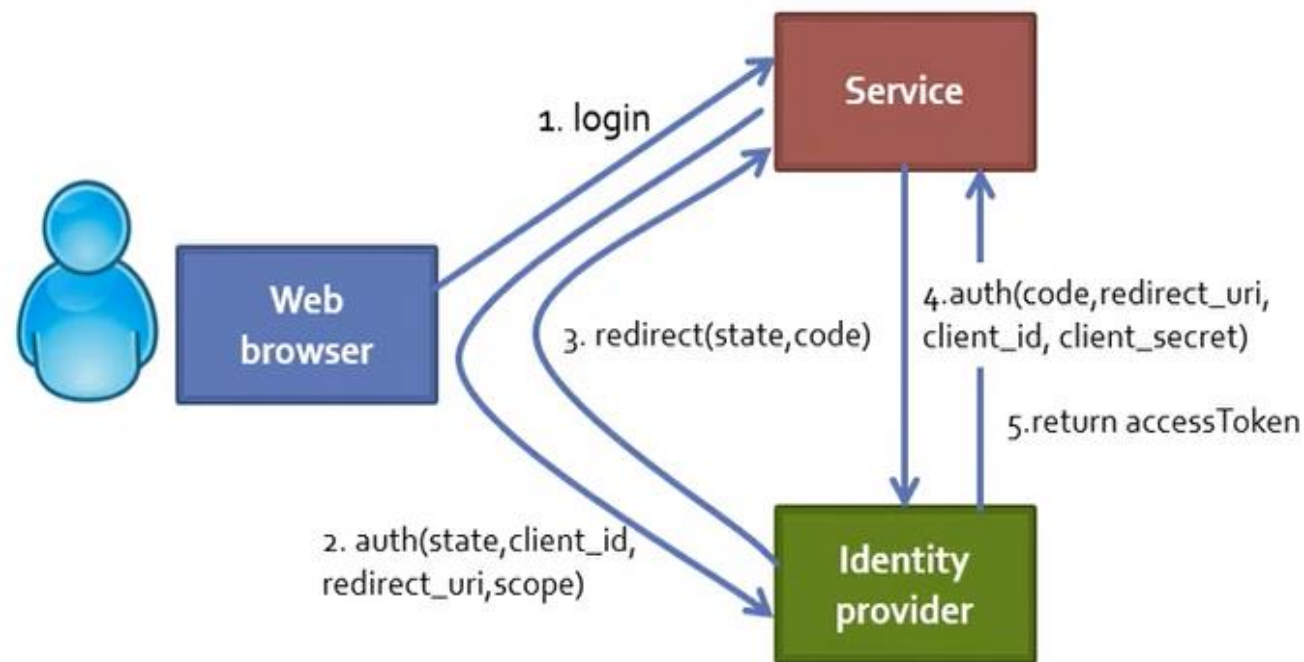 Service
1. login
Web
browser
3. redirect(state,code)
4.auth(code,redirect_uri,
client_id, client_secret)
5.return accessToken
2. auth(state,client_id,
redirect_uri,scope)
Identity
provider